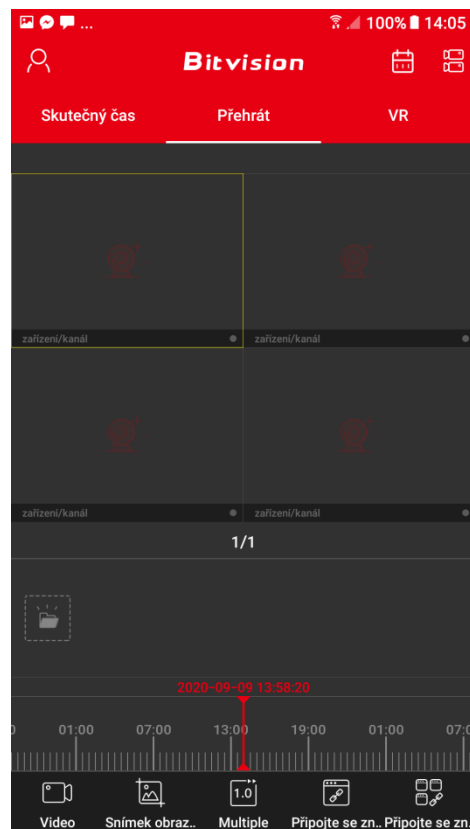 ... 100% 14:05
Bitvision
Skutečný čas Přehrát VR
zařízení/kanál zařízení/kanál
zařízení/kanál zařízení/kanál
1/1
2020-09-09 13:58:20
01:00 07:00 13:00 19:00 01:00 07:0
1.0
Video Snímek obraz.. Multiple Připojte se zn.. Připojte se zn